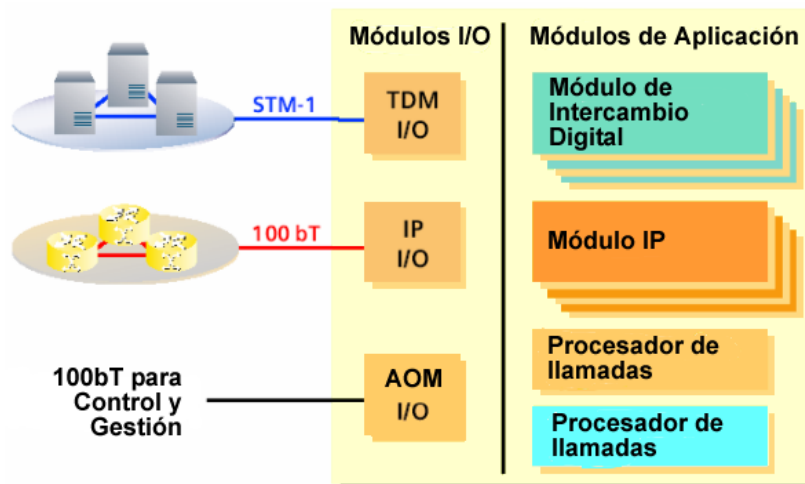 Módulos I/O
Módulos de Aplicación
STM-1
TDM
I/O
Módulo de
Intercambio
Digital
100 bT
IP
I/O
Módulo IP
100bT para
Control y
Gestión
AOM
I/O
Procesador de
llamadas
Procesador de
llamadas